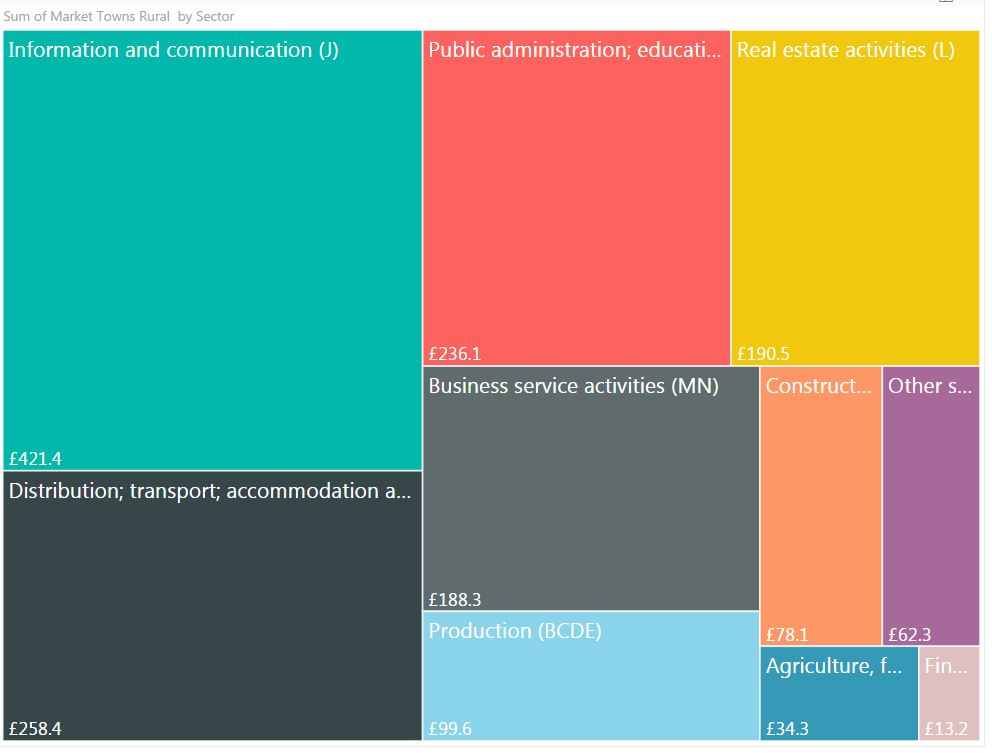 Sum of Market Towns Rural by Sector
Information and communication (J)
£421.4
Distribution; transport; accommodation a...
£258.4
Public administration; educati...
£236.1
Real estate activities (L)
£190.5
Business service activities (MN)
£188.3
Production (BCDE)
£99.6
Construct...
£78.1
Other s...
£62.3
Agriculture, f...
£34.3
Fin...
£13.2